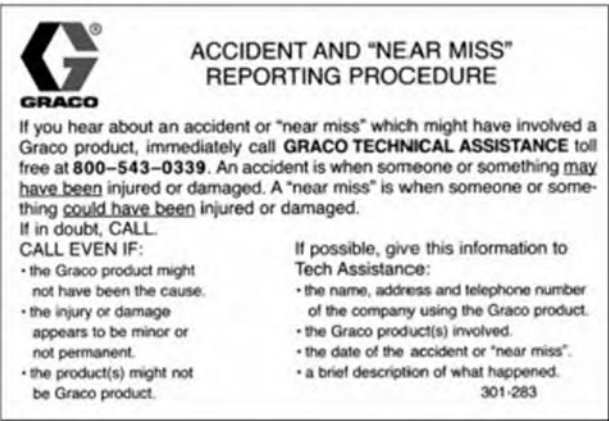 ®
GRACO
ACCIDENT AND “NEAR MISS”
REPORTING PROCEDURE
If you hear about an accident or “near miss” which might have involved a
Graco product, immediately call GRACO TECHNICAL ASSISTANCE toll
free at 800–543–0339. An accident is when someone or something may
have been injured or damaged. A “near miss” is when someone or some-
thing could have been injured or damaged.
If in doubt, CALL.
CALL EVEN IF:
· the Graco product might
not have been the cause.
· the injury or damage
appears to be minor or
not permanent.
· the product(s) might not
be Graco product.
If possible, give this information to
Tech Assistance:
· the name, address and telephone number
of the company using the Graco product.
· the Graco product(s) involved.
· the date of the accident or “near miss”.
· a brief description of what happened.
301-283